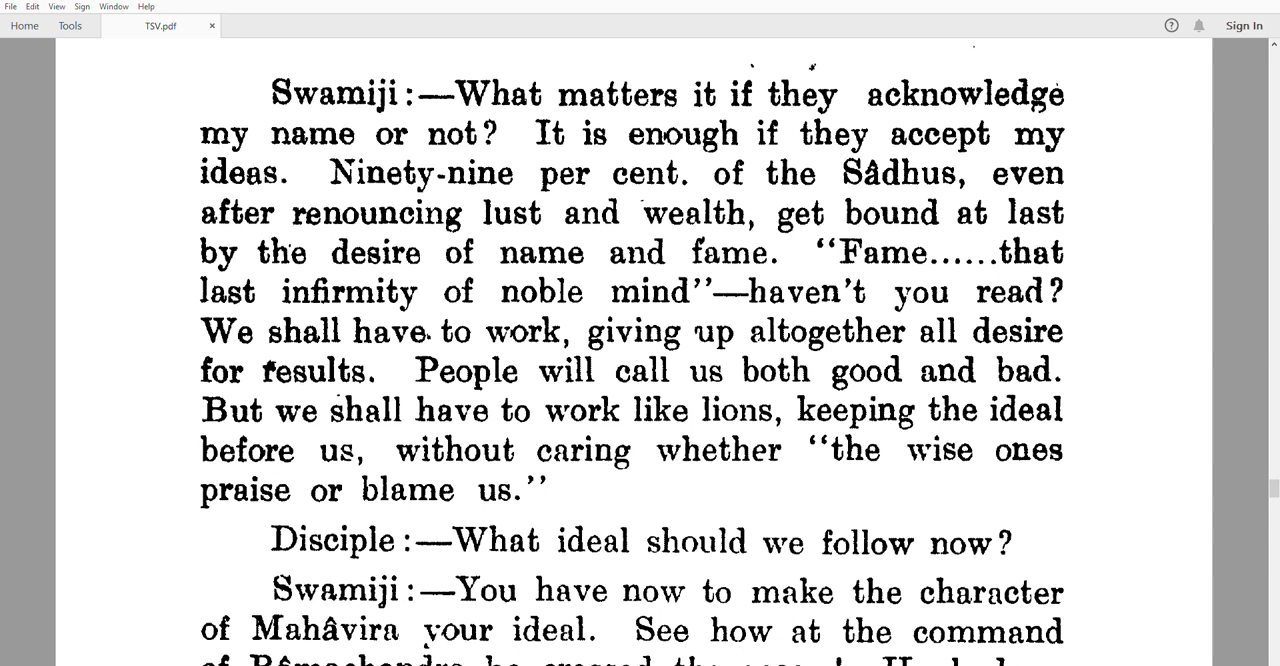 File Edit View Sign Window Help
Home Tools TSV.pdf × Sign In
Swamiji:—What matters it if they acknowledge
my name or not? It is enough if they accept my
ideas. Ninety-nine per cent. of the Sâdhus, even
after renouncing lust and wealth, get bound at last
by the desire of name and fame. “Fame......that
last infirmity of noble mind”—haven’t you read?
We shall have to work, giving up altogether all desire
for results. People will call us both good and bad.
But we shall have to work like lions, keeping the ideal
before us, without caring whether “the wise ones
praise or blame us.”
Disciple:—What ideal should we follow now?
Swamiji:—You have now to make the character
of Mahâvira your ideal. See how at the command